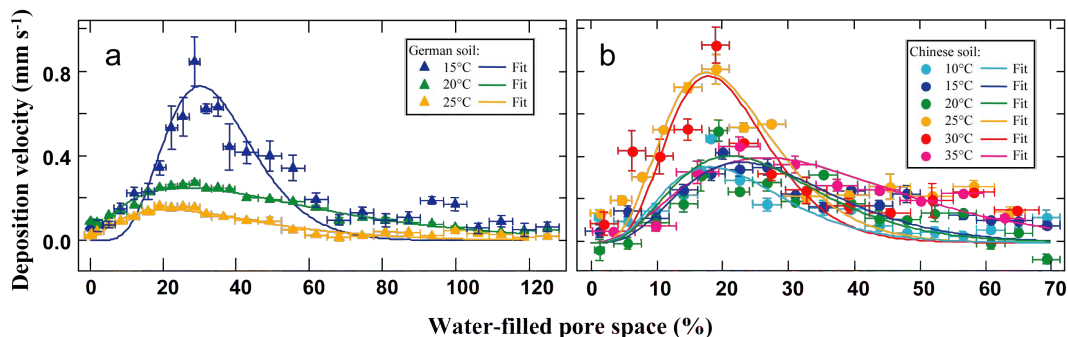 Deposition velocity (mm s-1)
0.8
0.4
0.0
a
German soil:
15°C Fit
20°C Fit
25°C Fit
0 20 40 60 80 100 120
b
Chinese soil:
10°C Fit
15°C Fit
20°C Fit
25°C Fit
30°C Fit
35°C Fit
0 10 20 30 40 50 60 70
Water-filled pore space (%)